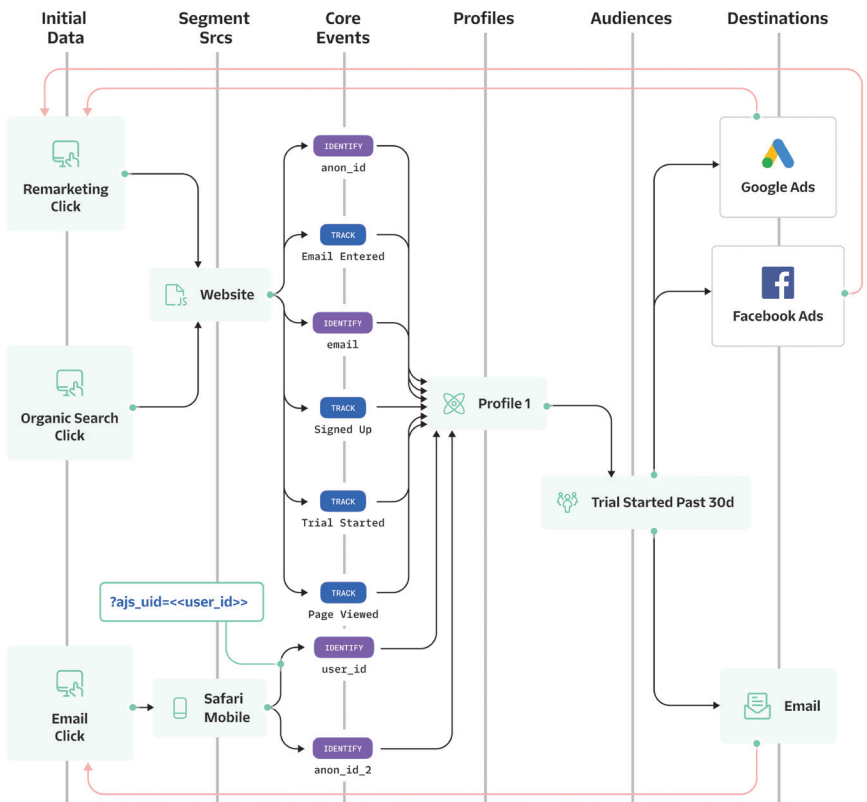 Initial
Data
Segment
Srcs
Core
Events
Profiles
Audiences
Destinations
Remarketing
Click
Organic Search
Click
Email
Click
JS
Website
Safari
Mobile
?ajs_uid=<<user_id>>
IDENTIFY
anon_id
TRACK
Email Entered
IDENTIFY
email
TRACK
Signed Up
TRACK
Trial Started
TRACK
Page Viewed
IDENTIFY
user_id
IDENTIFY
anon_id_2
Profile 1
Trial Started Past 30d
Google Ads
Facebook Ads
Email